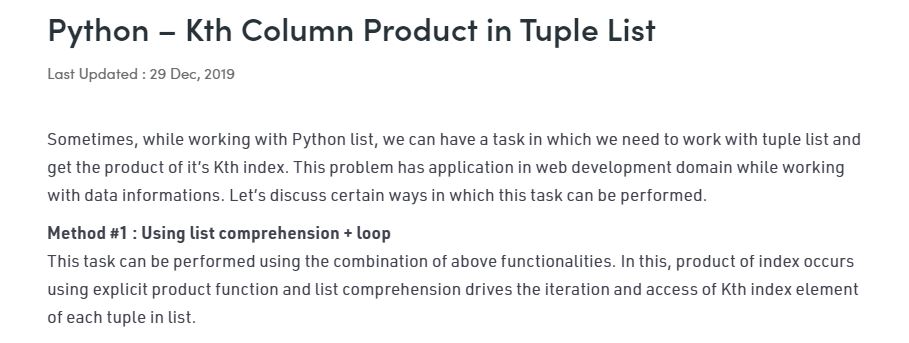 Python – Kth Column Product in Tuple List
Last Updated : 29 Dec, 2019
Sometimes, while working with Python list, we can have a task in which we need to work with tuple list and
get the product of it’s Kth index. This problem has application in web development domain while working
with data informations. Let’s discuss certain ways in which this task can be performed.
Method #1 : Using list comprehension + loop
This task can be performed using the combination of above functionalities. In this, product of index occurs
using explicit product function and list comprehension drives the iteration and access of Kth index element
of each tuple in list.